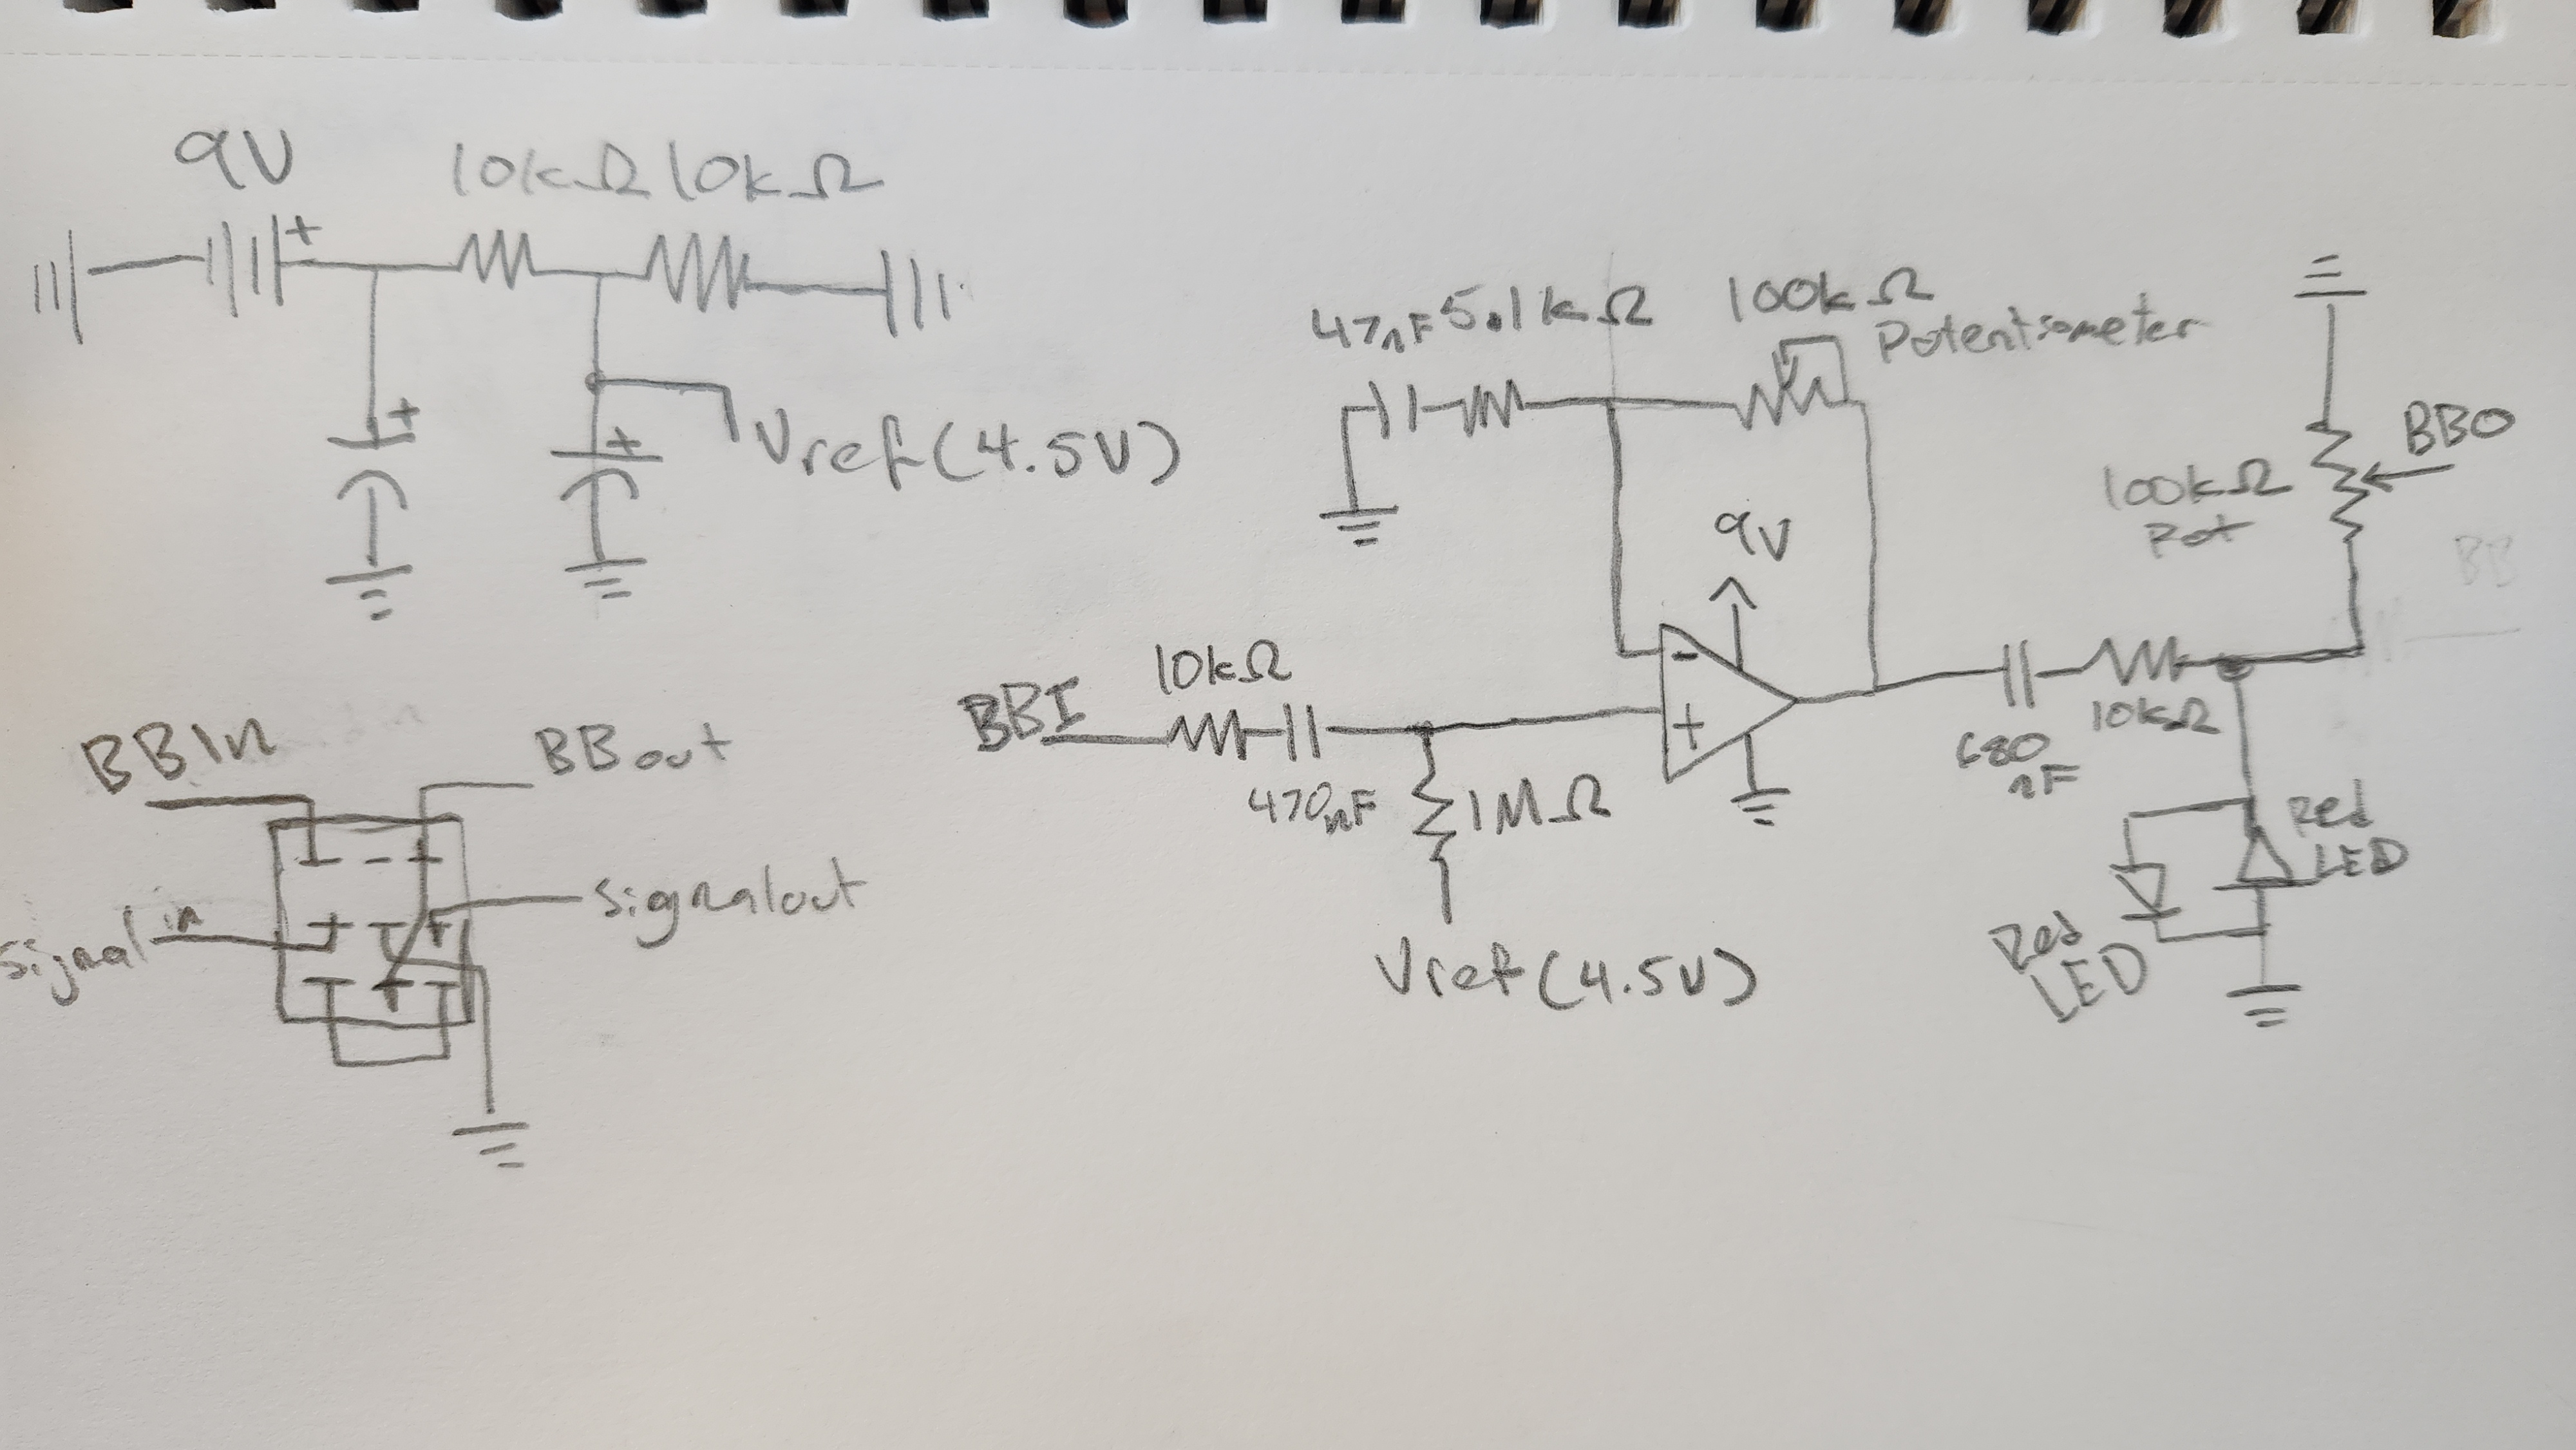 9V
10kΩ 10kΩ
+
+
+
Vref(4.5V)
BBIn
BBout
Signal in
Signalout
47nF 5.1kΩ
100kΩ
Potentiometer
9V
-
+
BBI
10kΩ
470nF
1MΩ
Vref(4.5V)
680
nF
10kΩ
100kΩ
Pot
BBO
BB
Red
LED
Red
LED